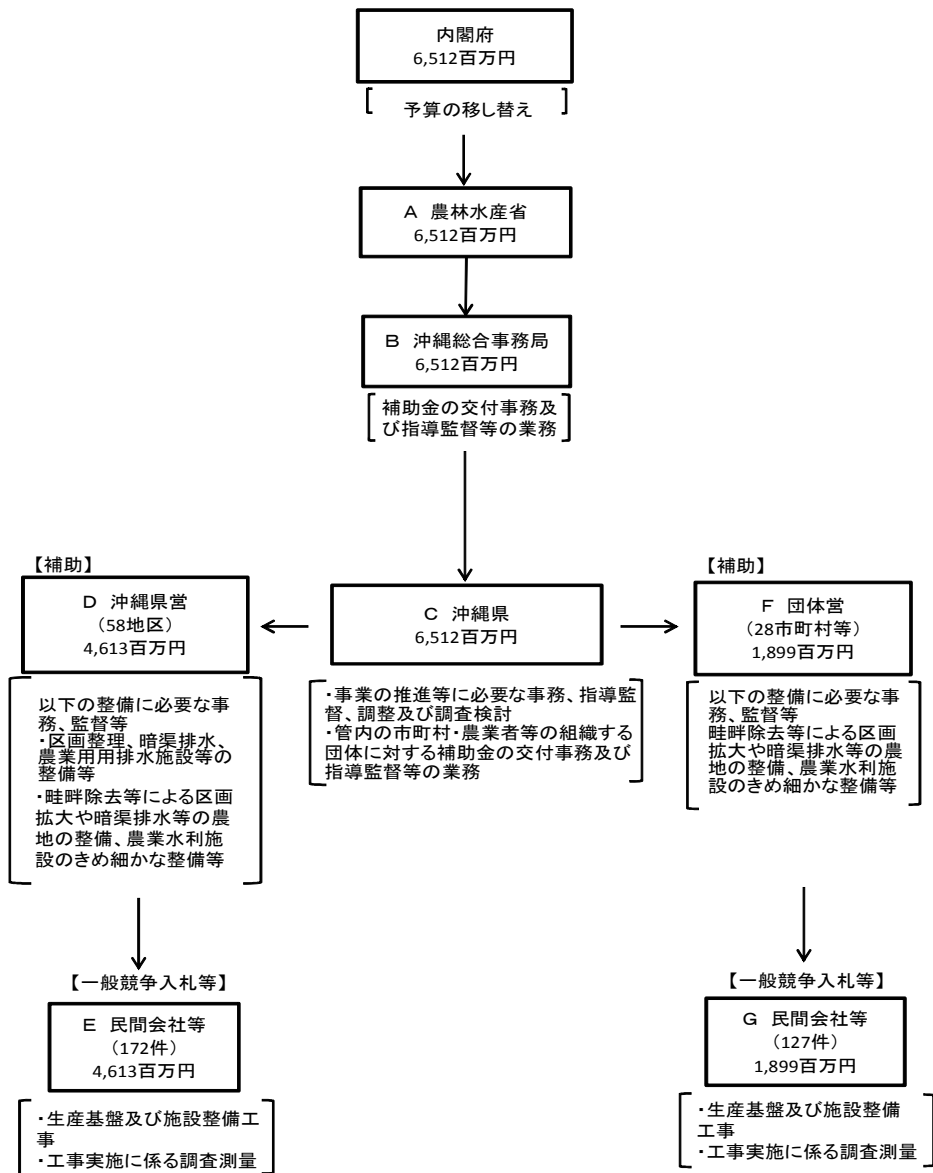 内閣府
6,512百万円
予算の移し替え
A 農林水産省
6,512百万円
B 沖縄総合事務局
6,512百万円
補助金の交付事務及
び指導監督等の業務
【補助】
D 沖縄県営
(58地区)
4,613百万円
以下の整備に必要な事
務、監督等
・区画整理、暗渠排水、
農業用用排水施設等の
整備等
・畦畔除去等による区画
拡大や暗渠排水等の農
地の整備、農業水利施
設のきめ細かな整備等
C 沖縄県
6,512百万円
・事業の推進等に必要な事務、指導監
督、調整及び調査検討
・管内の市町村・農業者等の組織する
団体に対する補助金の交付事務及び
指導監督等の業務
【補助】
F 団体営
(28市町村等)
1,899百万円
以下の整備に必要な事
務、監督等
畦畔除去等による区画
拡大や暗渠排水等の農
地の整備、農業水利施
設のきめ細かな整備等
【一般競争入札等】
E 民間会社等
(172件)
4,613百万円
・生産基盤及び施設整備工
事
・工事実施に係る調査測量
【一般競争入札等】
G 民間会社等
(127件)
1,899百万円
・生産基盤及び施設整備
工事
・工事実施に係る調査測量